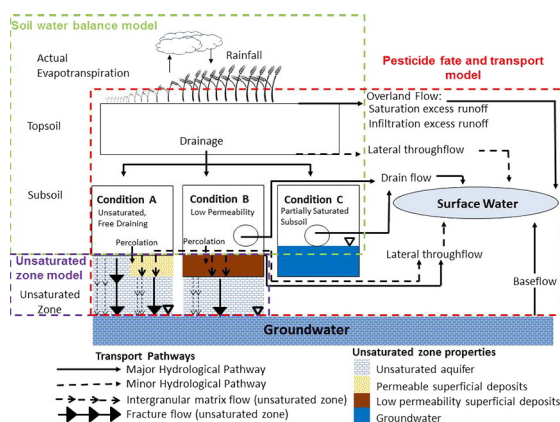 Soil water balance model
Actual
Evapotranspiration
Rainfall
Pesticide fate and transport
model
Overland Flow:
Saturation excess runoff
Infiltration excess runoff
Topsoil
Drainage
Lateral throughflow
Subsoil
Drain flow
Condition A
Unsaturated,
Free Draining
Condition B
Low Permeability
Condition C
Partially Saturated
Subsoil
Surface Water
Percolation
Percolation
Lateral throughflow
Unsaturated
zone model
Unsaturated
Zone
Baseflow
Groundwater
Transport Pathways
Major Hydrological Pathway
Minor Hydrological Pathway
Intergranular matrix flow (unsaturated zone)
Fracture flow (unsaturated zone)
Unsaturated zone properties
Unsaturated aquifer
Permeable superficial deposits
Low permeability superficial deposits
Groundwater